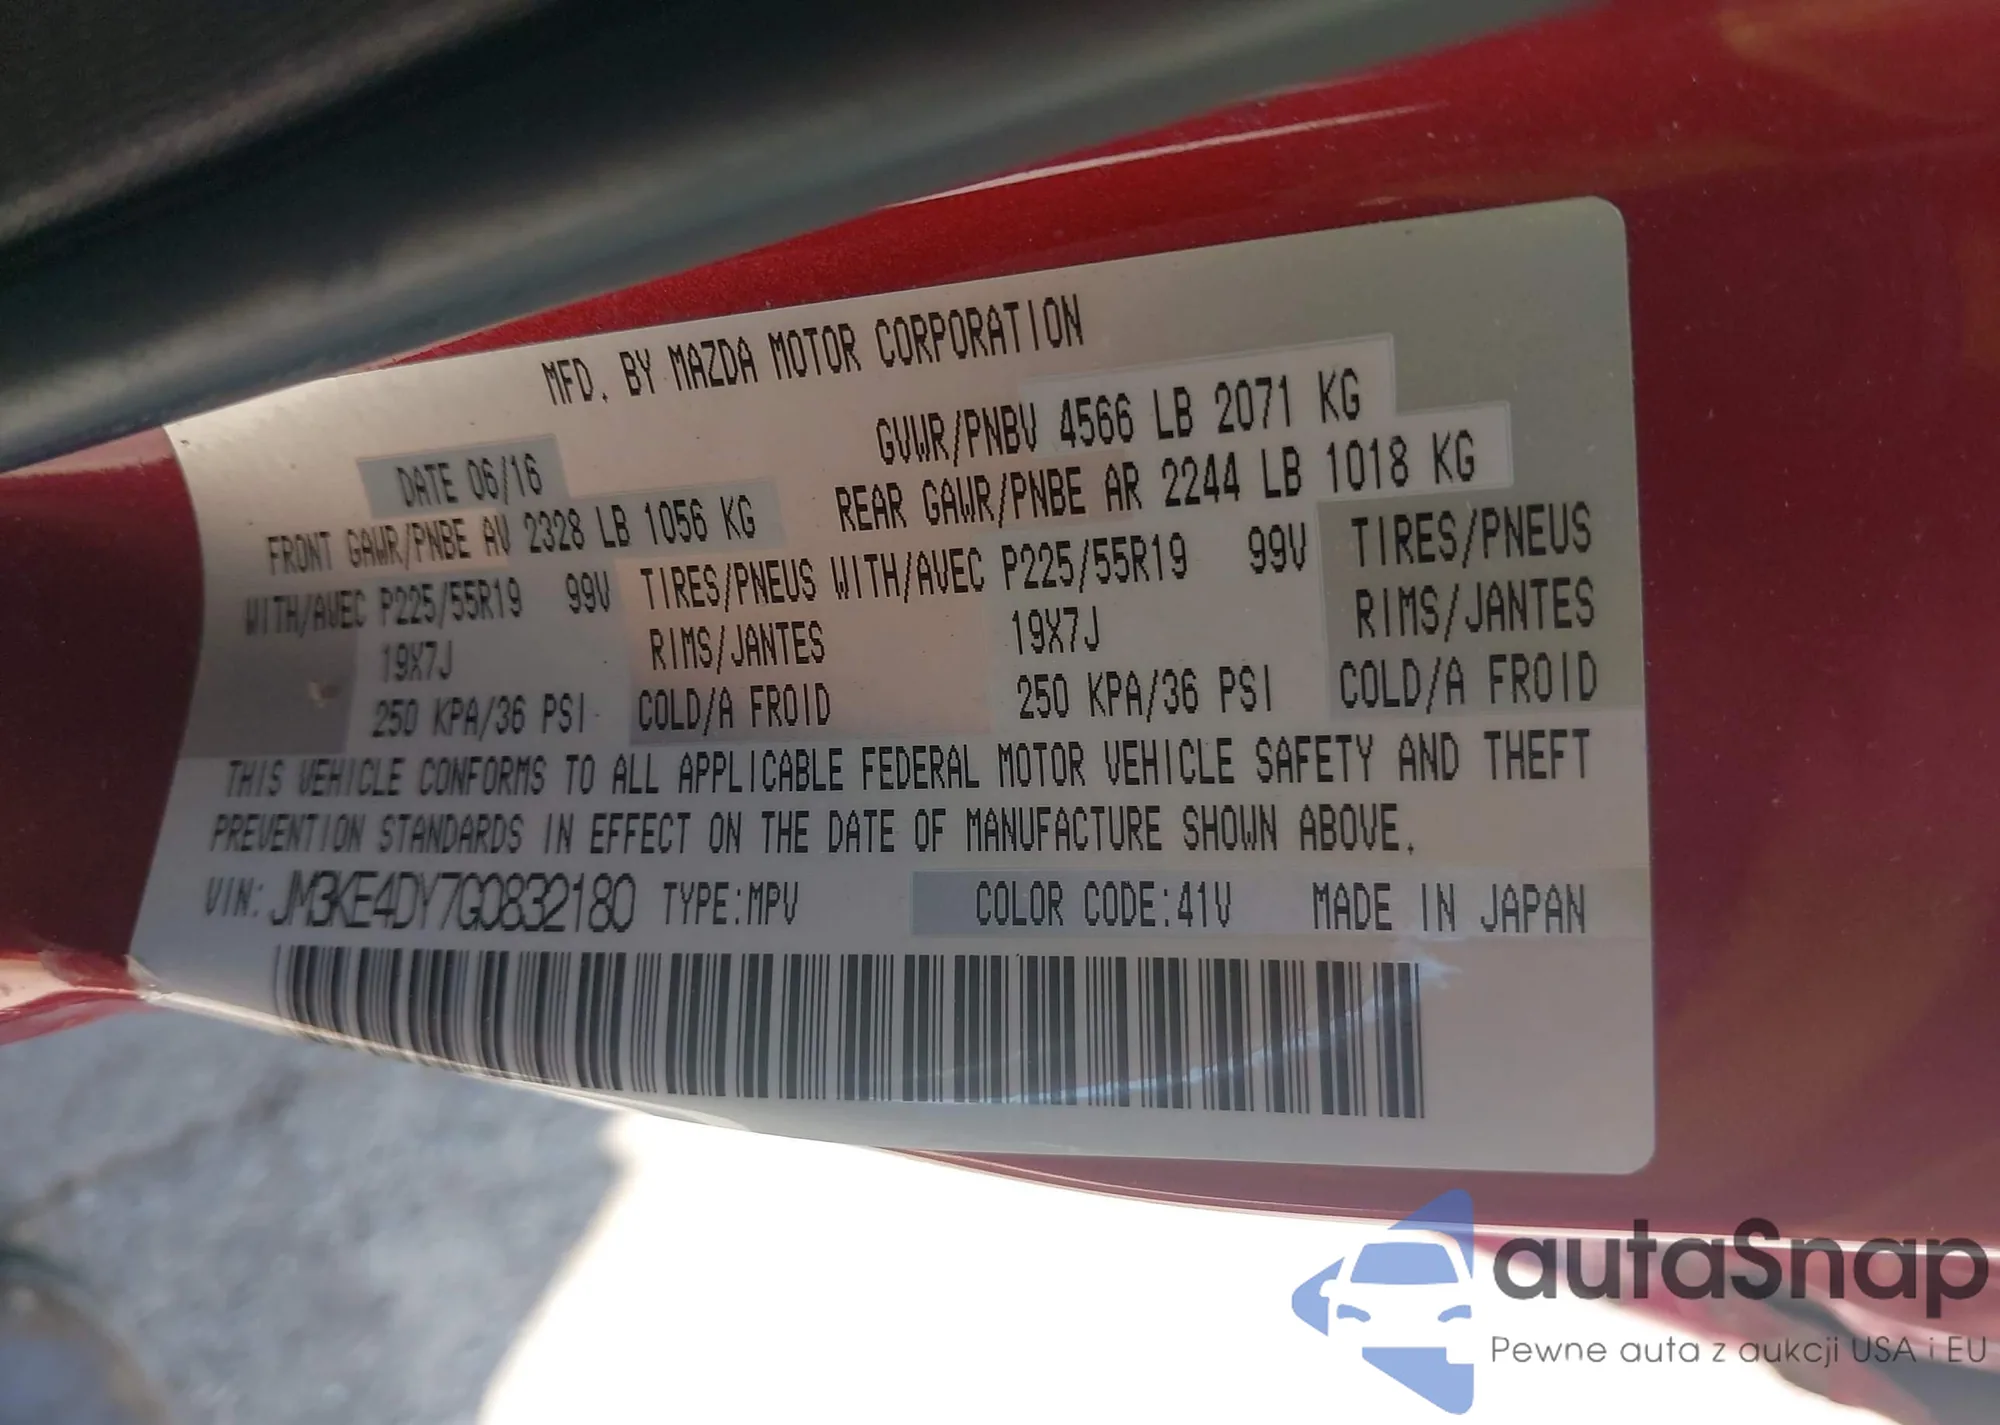 MFD. BY MAZDA MOTOR CORPORATION
DATE 06/16 GVWR/PNBV 4566 LB 2071 KG
FRONT GAWR/PNBE AV 2328 LB 1056 KG REAR GAWR/PNBE AR 2244 LB 1018 KG
WITH/AVEC P225/55R19 99V TIRES/PNEUS WITH/AVEC P225/55R19 99V TIRES/PNEUS
19X7J RIMS/JANTES 19X7J RIMS/JANTES
250 KPA/36 PSI COLD/A FROID 250 KPA/36 PSI COLD/A FROID
THIS VEHICLE CONFORMS TO ALL APPLICABLE FEDERAL MOTOR VEHICLE SAFETY AND THEFT
PREVENTION STANDARDS IN EFFECT ON THE DATE OF MANUFACTURE SHOWN ABOVE.
VIN: JM3KE4DY7G0832180 TYPE:MPV COLOR CODE:41V MADE IN JAPAN
autaSnap
Pewne auta z aukcji USA i EU